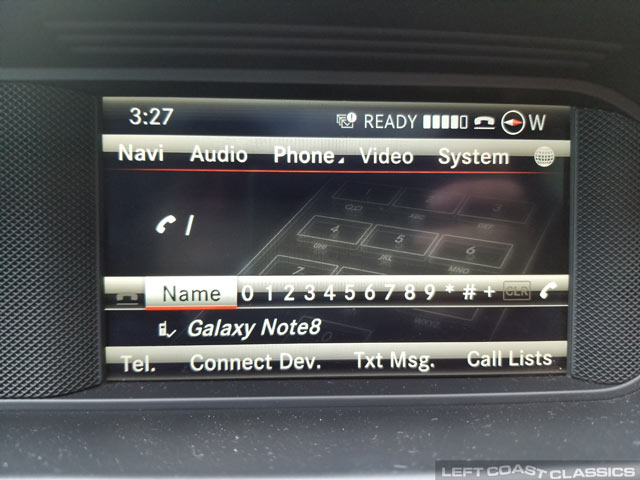 3:27 READY W
Navi Audio Phone Video System
Name 0 1 2 3 4 5 6 7 8 9 * # + CLR
Galaxy Note8
Tel. Connect Dev. Txt Msg. Call Lists
LEFT COAST CLASSICS